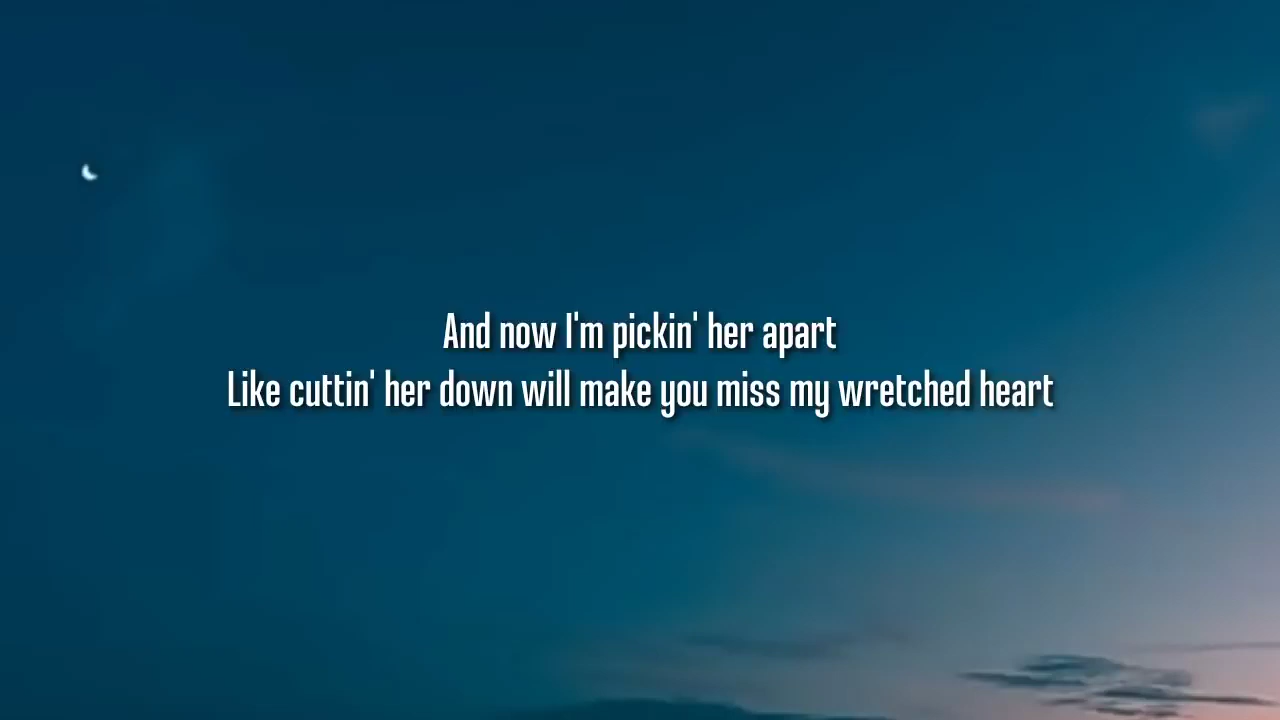 And now I'm pickin' her apart
Like cuttin' her down will make you miss my wretched heart